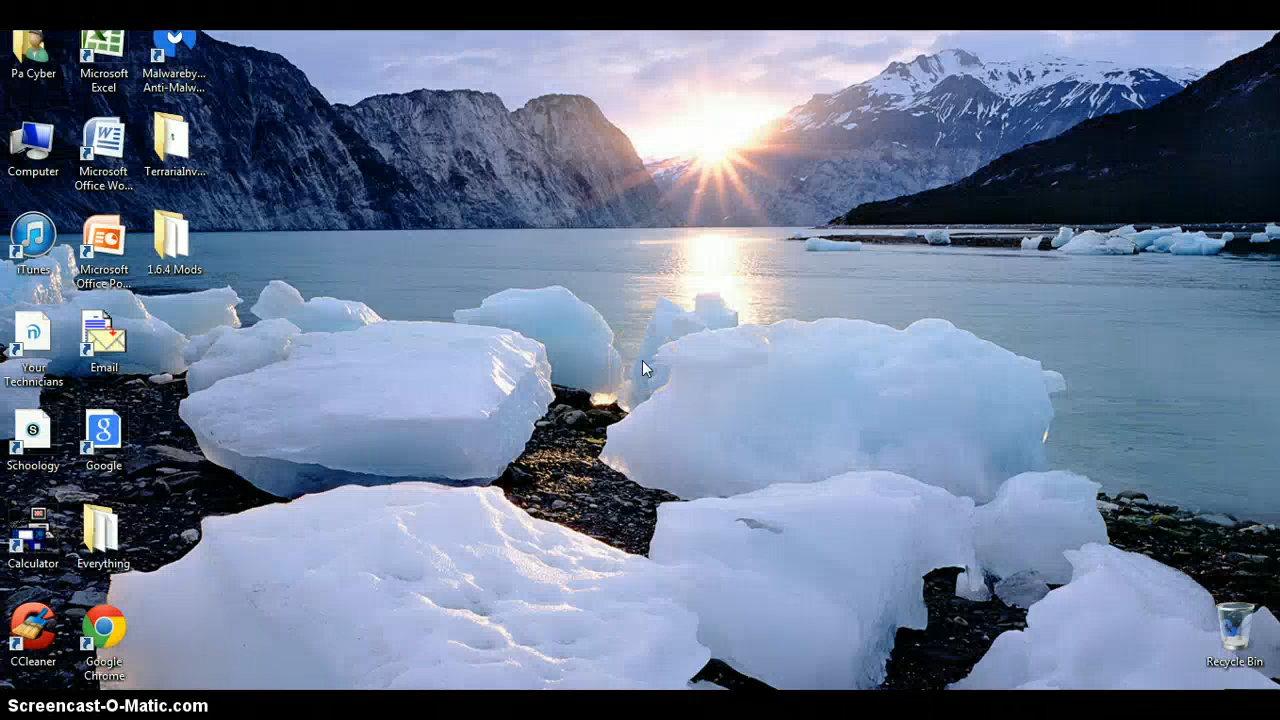 Pa Cyber
Microsoft
Excel
Malwareby...
Anti-Malw...
Computer
Microsoft
Office Wo...
TerrariaInv...
iTunes
Microsoft
Office Po...
1.6.4 Mods
Your
Technicians
Email
Schoology
Google
Calculator
Everything
CCleaner
Google
Chrome
Recycle Bin
Screencast-O-Matic.com